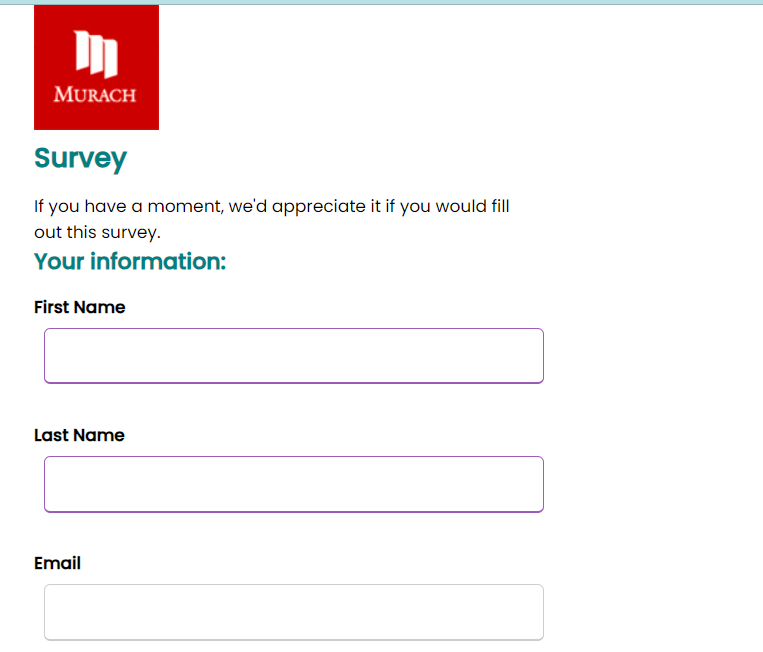 MURACH
Survey
If you have a moment, we'd appreciate it if you would fill
out this survey.
Your information:
First Name
Last Name
Email